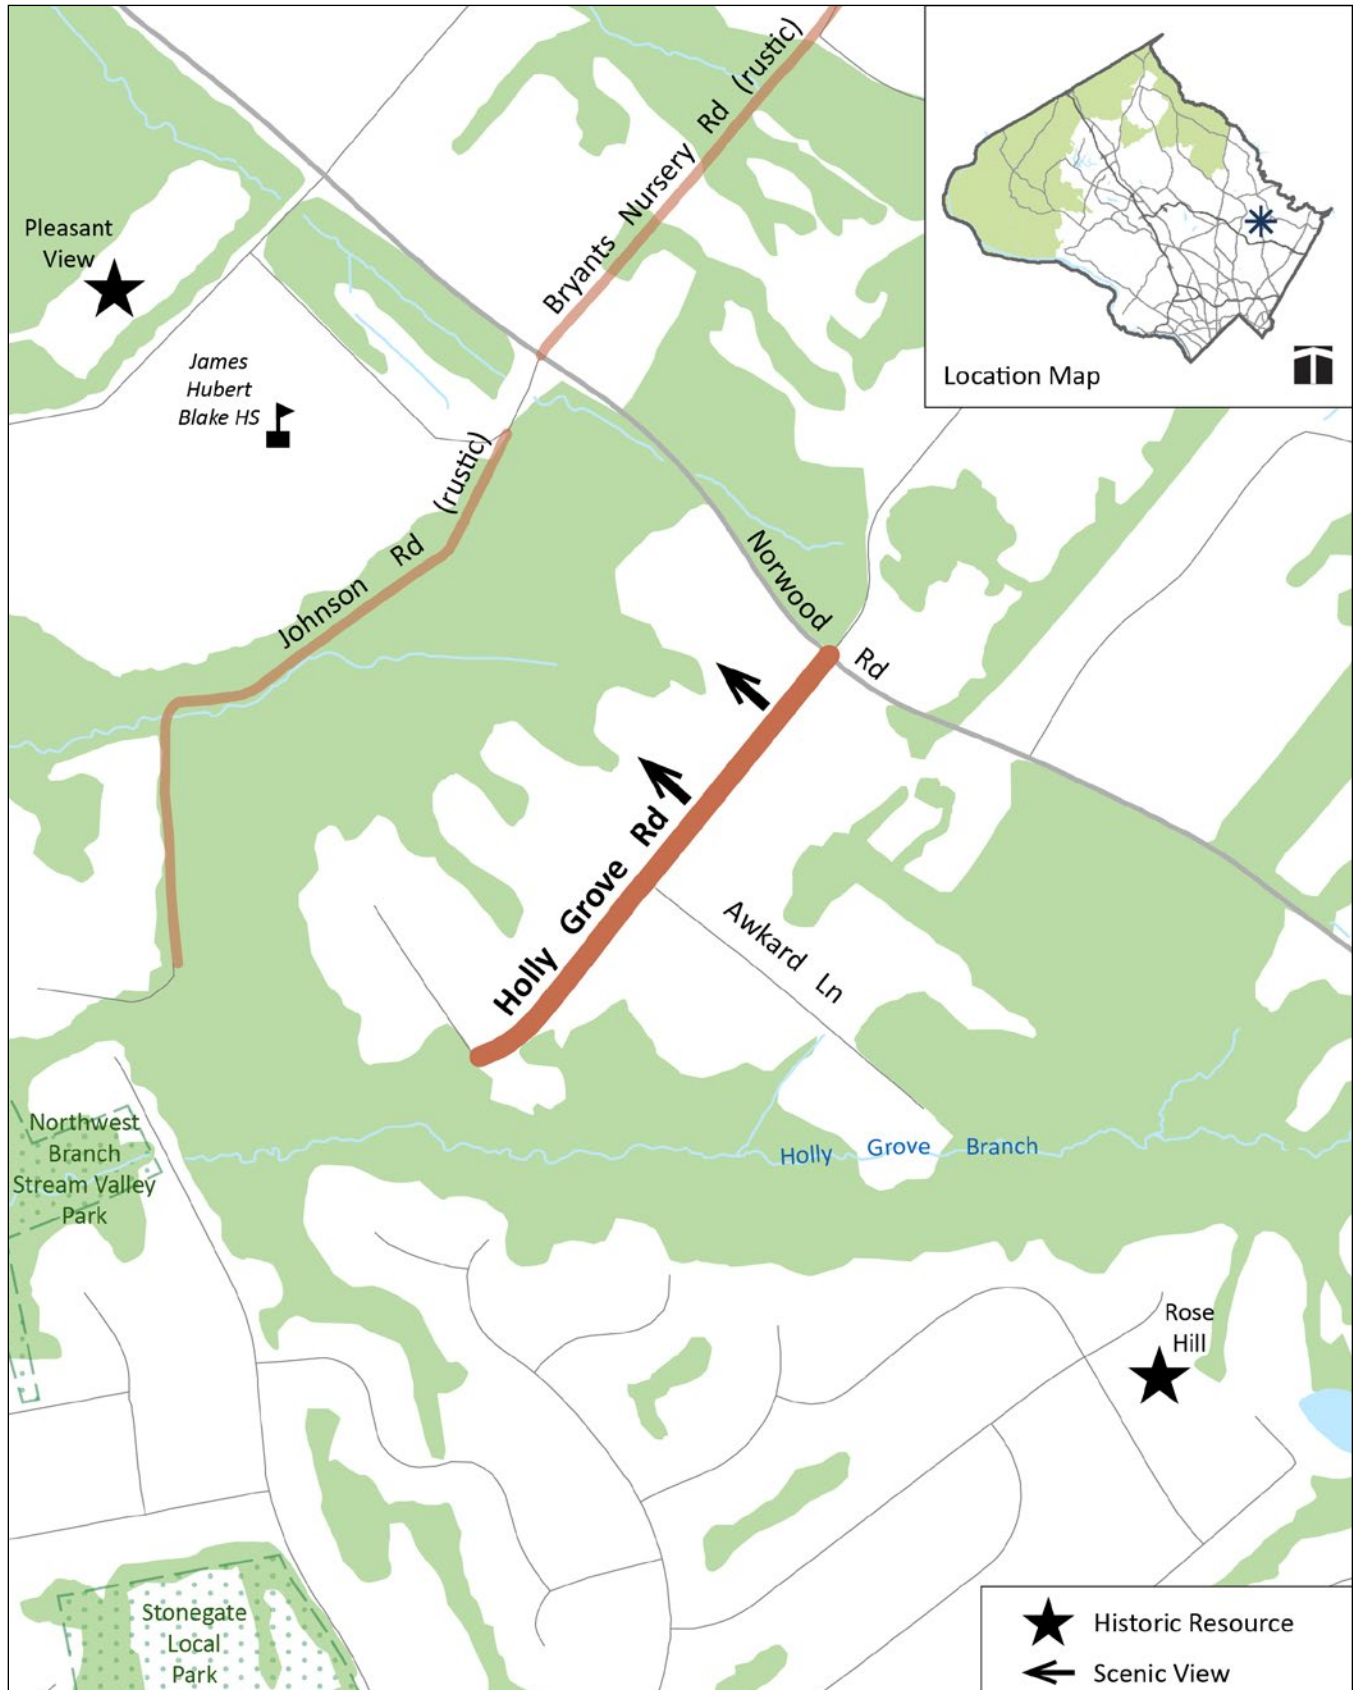 Bryants Nursery Rd (rustic)
Pleasant
View
James
Hubert
Blake HS
Location Map
(rustic)
Johnson Rd
Norwood Rd
Holly Grove Rd
Awkard Ln
Northwest
Branch
Stream Valley
Park
Holly Grove Branch
Rose
Hill
Stonegate
Local
Park
Historic Resource
Scenic View